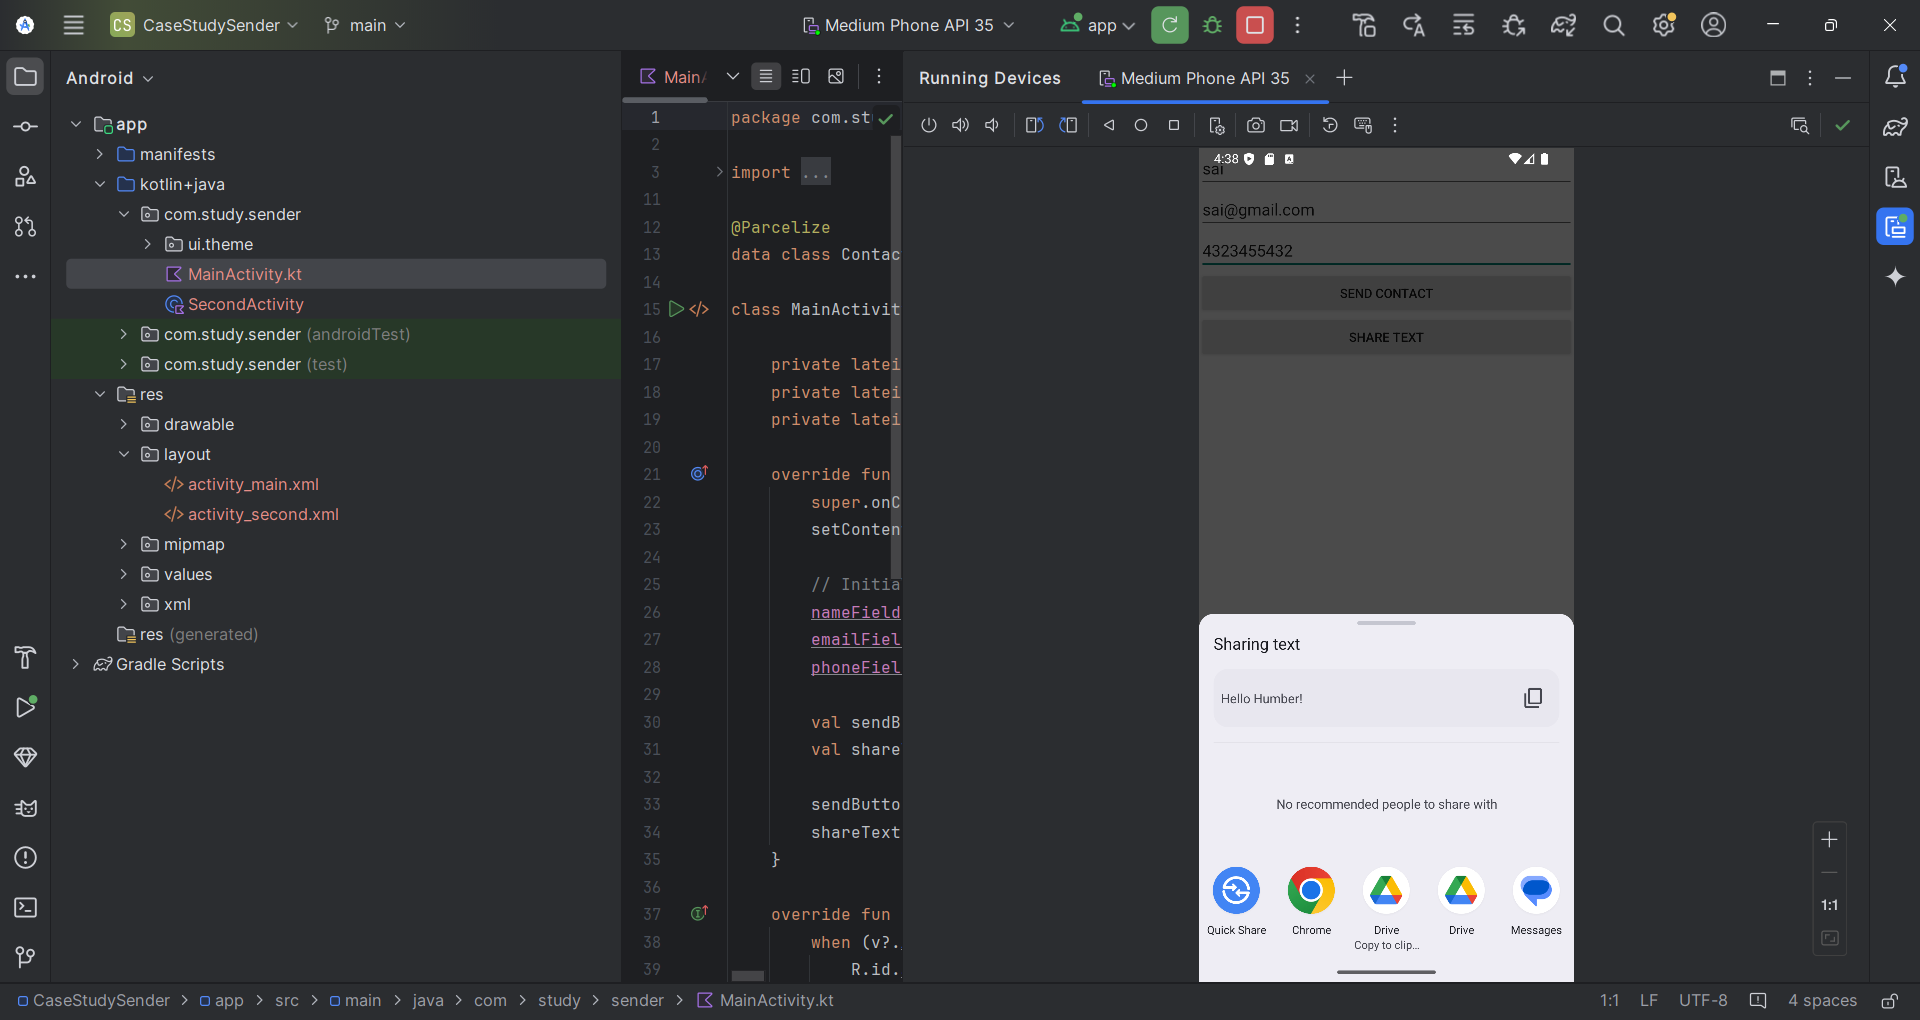 CS CaseStudySender main Medium Phone API 35 app
Android
app
manifests
kotlin+java
com.study.sender
ui.theme
MainActivity.kt
SecondActivity
com.study.sender (androidTest)
com.study.sender (test)
res
drawable
layout
activity_main.xml
activity_second.xml
mipmap
values
xml
res (generated)
Gradle Scripts
1 package com.st
2
3 import ...
11
12 @Parcelize
13 data class Contac
14
15 class MainActivit
16
17 private latei
18 private latei
19 private latei
20
21 override fun
22 super.onC
23 setConten
24
25 // Initia
26 nameField
27 emailFiel
28 phoneFiel
29
30 val sendB
31 val share
32
33 sendButto
34 shareText
35 }
36
37 override fun
38 when (v?.
39 R.id.
Running Devices Medium Phone API 35
4:38
sai
sai@gmail.com
4323455432
SEND CONTACT
SHARE TEXT
Sharing text
Hello Humber!
No recommended people to share with
Quick Share Chrome Drive Drive Messages
Copy to clip...
1:1
CaseStudySender > app > src > main > java > com > study > sender > MainActivity.kt 1:1 LF UTF-8 4 spaces